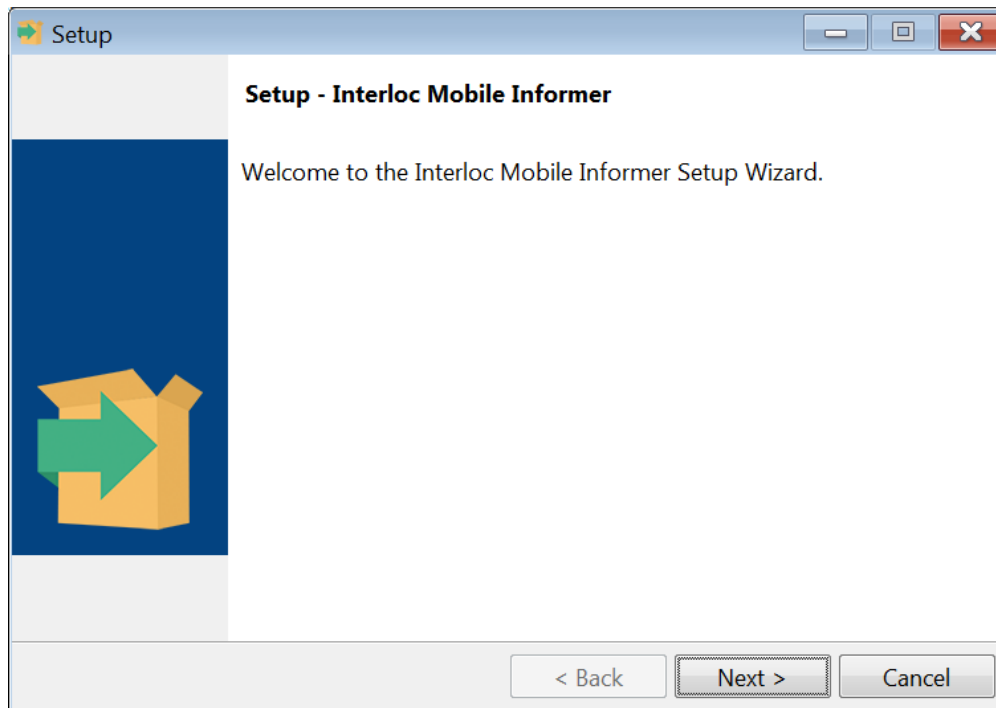 Setup
Setup - Interloc Mobile Informer
Welcome to the Interloc Mobile Informer Setup Wizard.
< Back Next > Cancel